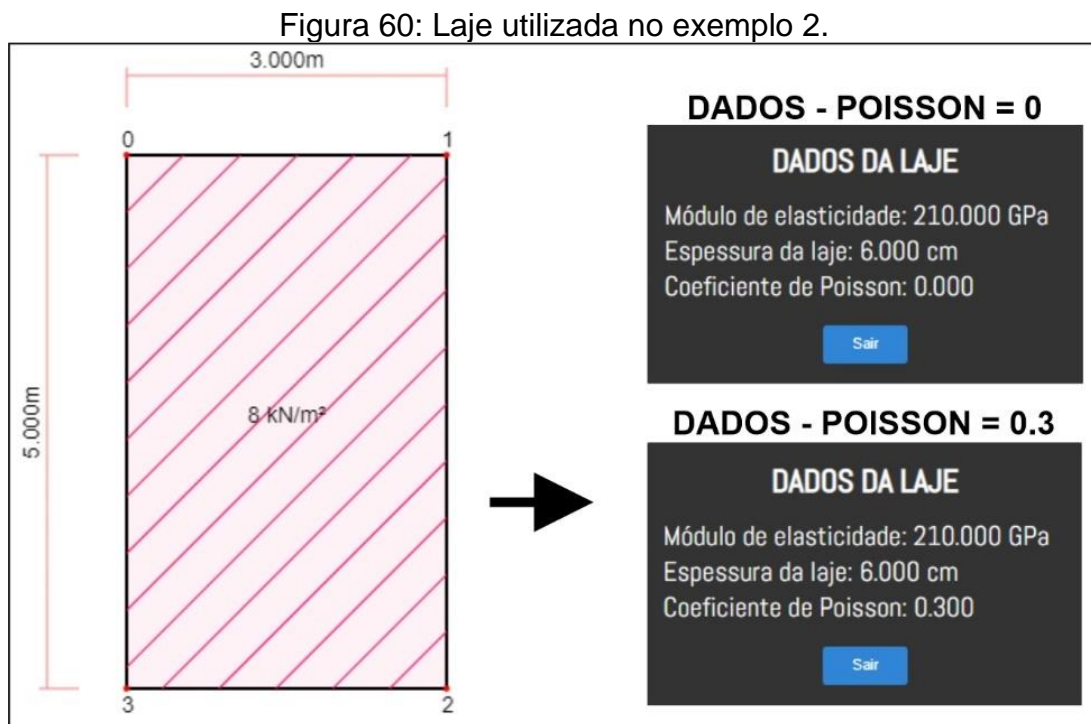 Figura 60: Laje utilizada no exemplo 2.
3.000m
0
1
5.000m
8 kN/m²
3
2
DADOS - POISSON = 0
DADOS DA LAJE
Módulo de elasticidade: 210.000 GPa
Espessura da laje: 6.000 cm
Coeficiente de Poisson: 0.000
Sair
DADOS - POISSON = 0.3
DADOS DA LAJE
Módulo de elasticidade: 210.000 GPa
Espessura da laje: 6.000 cm
Coeficiente de Poisson: 0.300
Sair